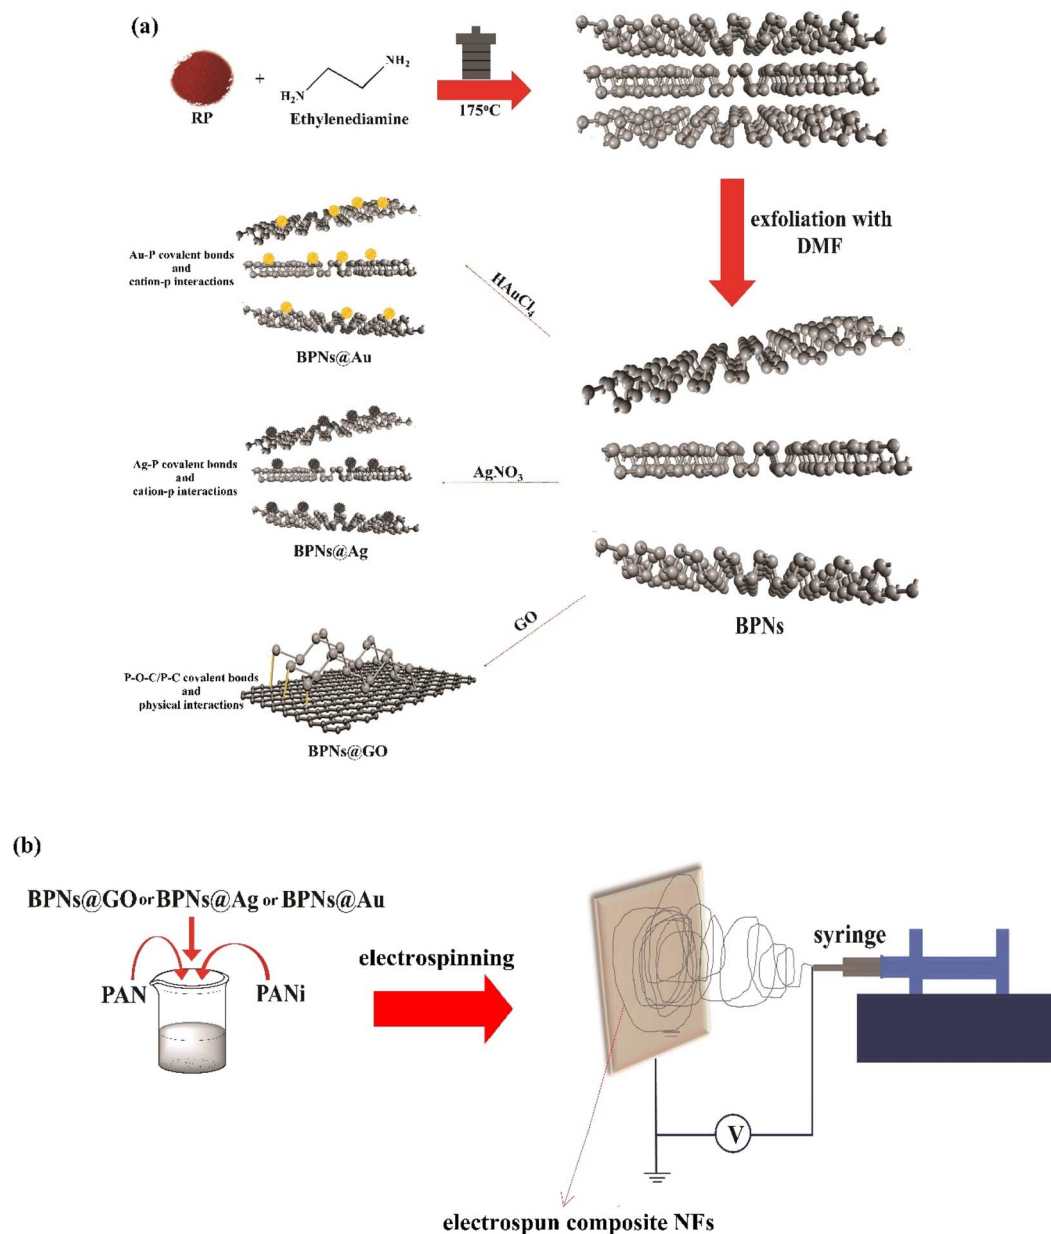 (a)
RP
+
H₂N
NH₂
Ethylenediamine
175°C
exfoliation with
DMF
Au-P covalent bonds
and
cation-p interactions
BPNs@Au
HAuCl₄
Ag-P covalent bonds
and
cation-p interactions
BPNs@Ag
AgNO₃
BPNs
GO
P-O-C/P-C covalent bonds
and
physical interactions
BPNs@GO
(b)
BPNs@GO or BPNs@Ag or BPNs@Au
PAN
PANi
electrospinning
syringe
V
electrospun composite NFs